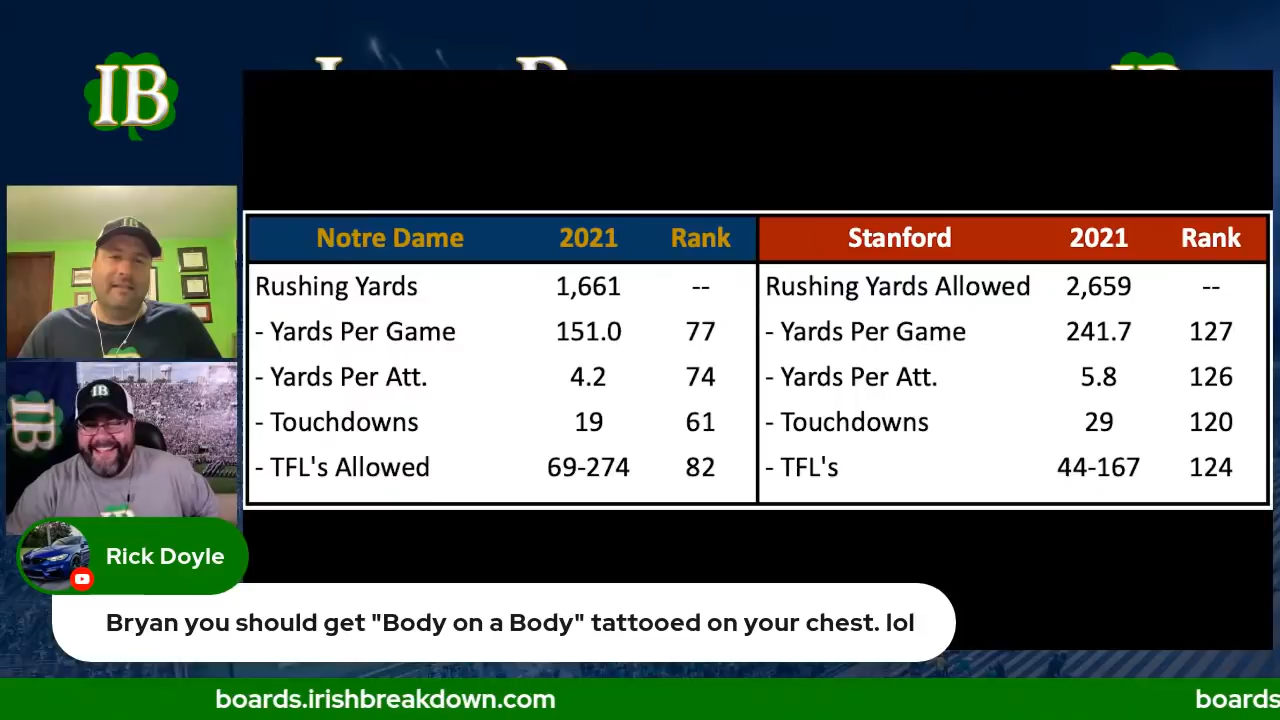 IB
Notre Dame 2021 Rank Stanford 2021 Rank
Rushing Yards 1,661 -- Rushing Yards Allowed 2,659 --
- Yards Per Game 151.0 77 - Yards Per Game 241.7 127
- Yards Per Att. 4.2 74 - Yards Per Att. 5.8 126
- Touchdowns 19 61 - Touchdowns 29 120
- TFL's Allowed 69-274 82 - TFL's 44-167 124
IB
IB
Rick Doyle
Bryan you should get "Body on a Body" tattooed on your chest. lol
boards.irishbreakdown.com boards